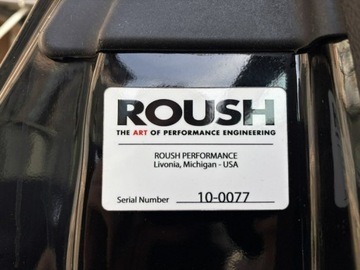 ROUSH
THE ART OF PERFORMANCE ENGINEERING
ROUSH PERFORMANCE
Livonia, Michigan - USA
Serial Number 10-0077